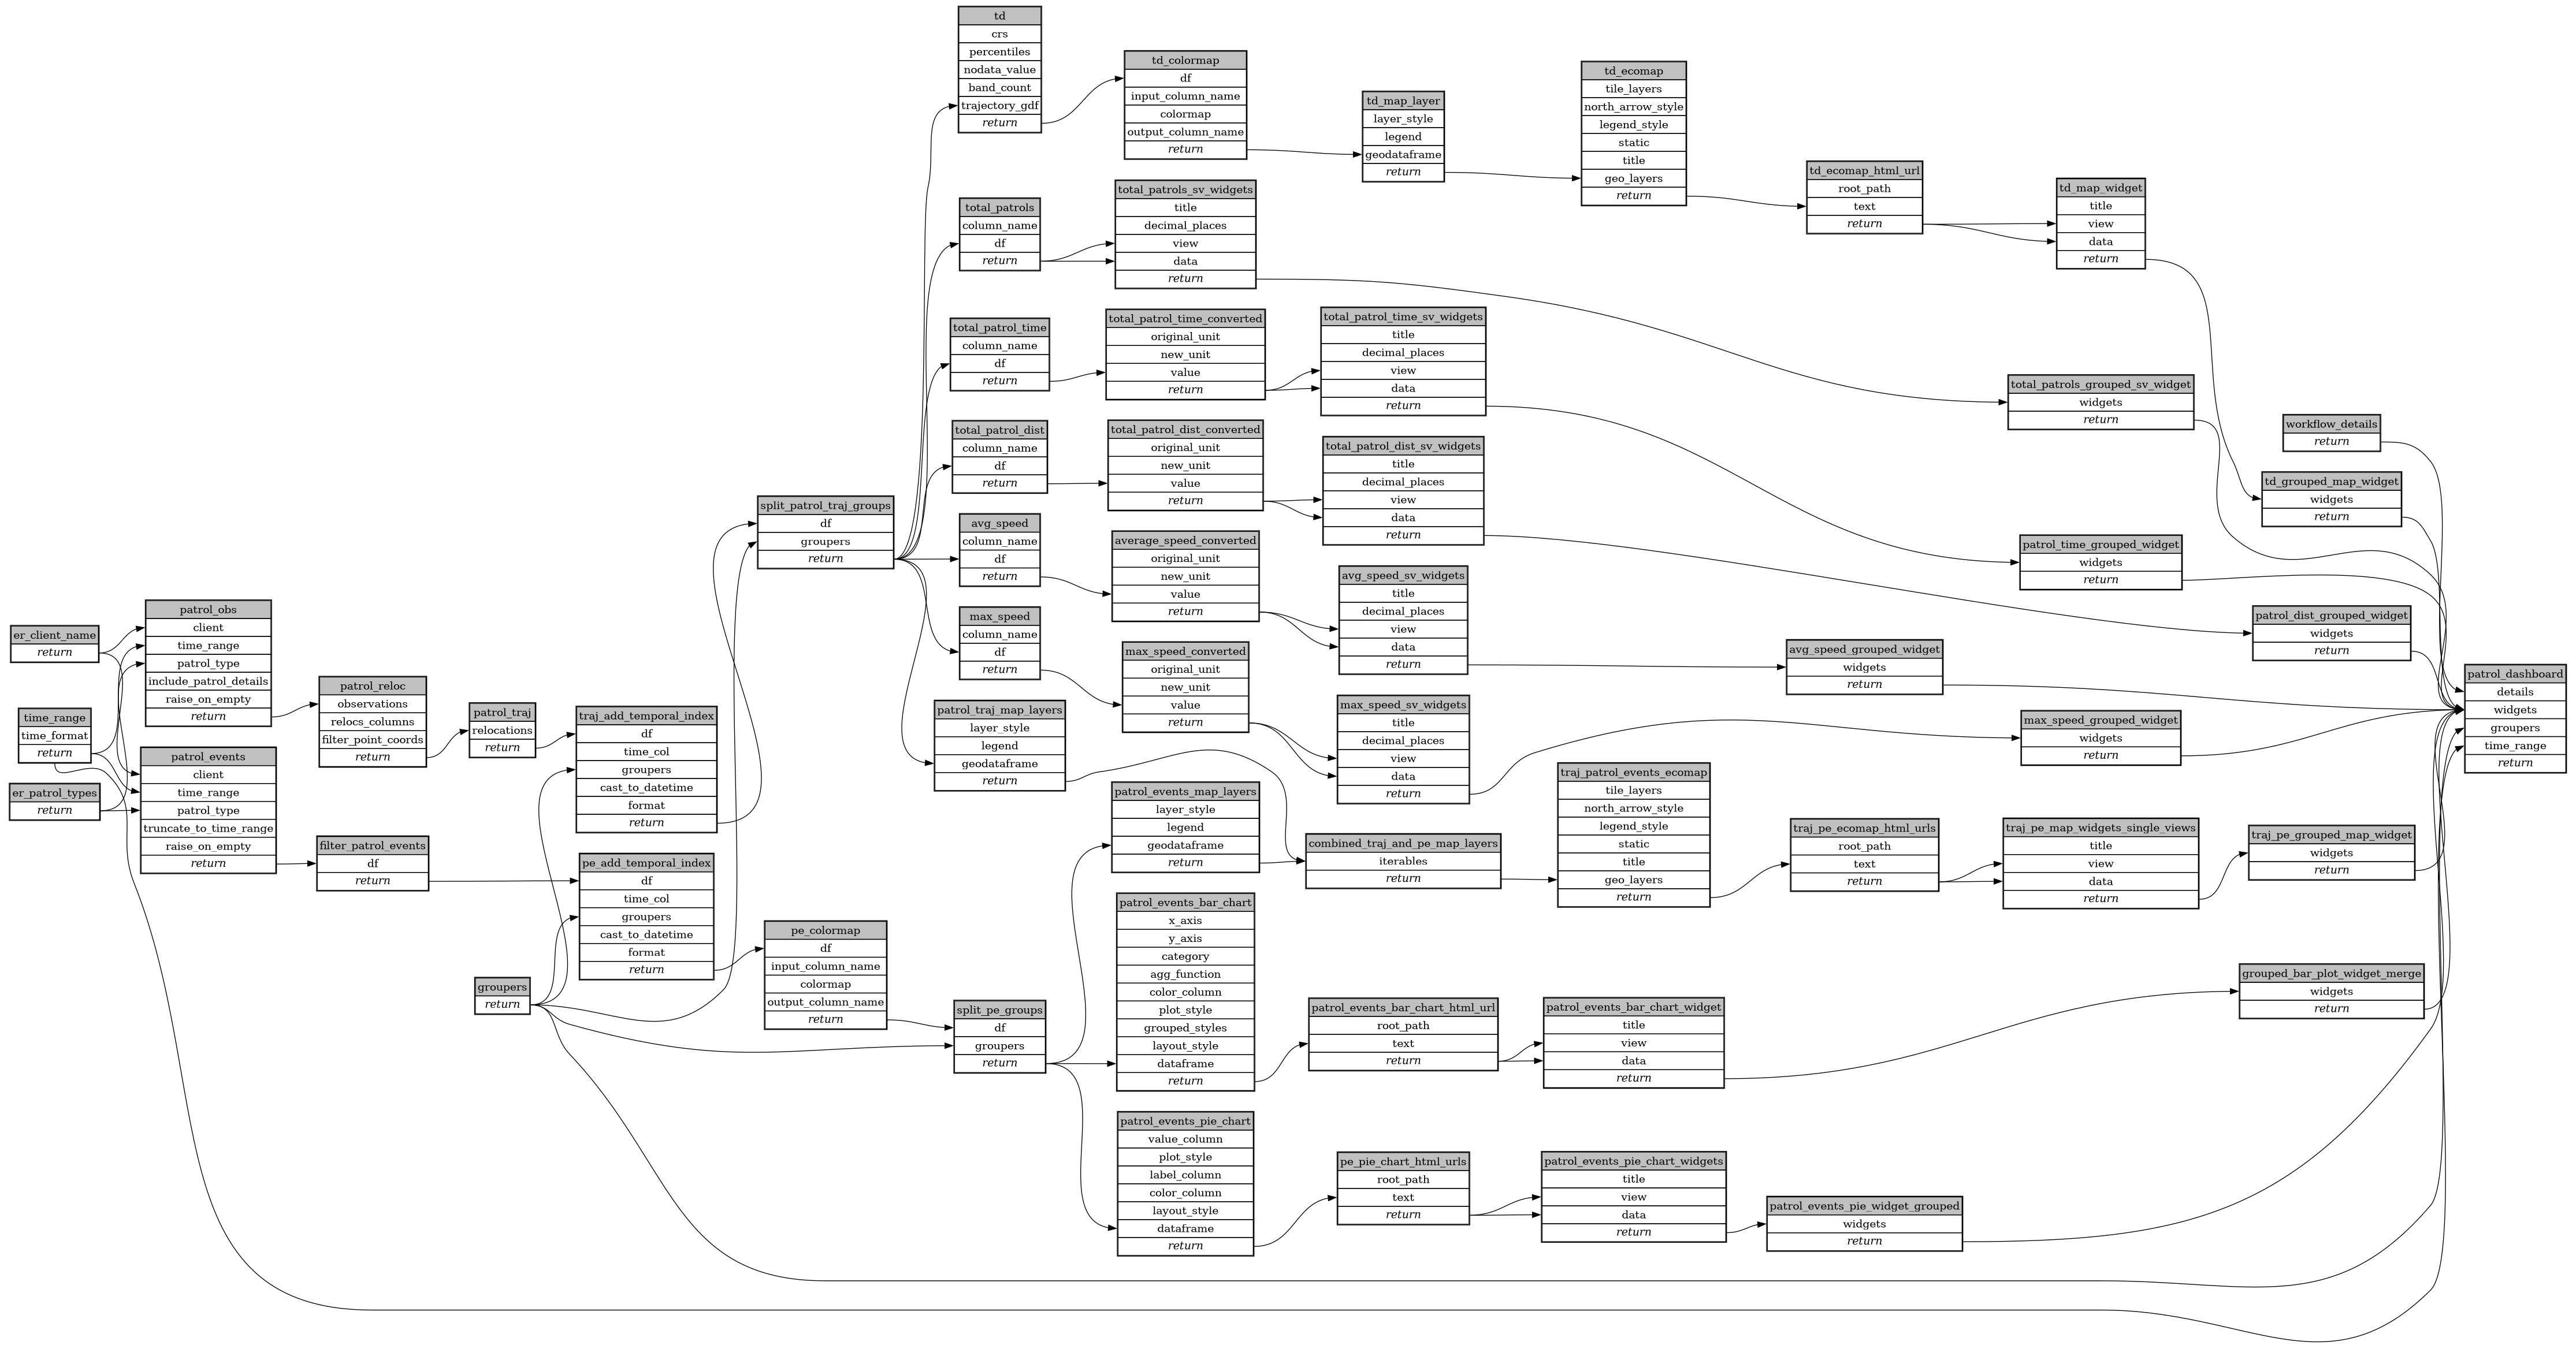 td
crs
percentiles
nodata_value
band_count
trajectory_gdf
return
td_colormap
df
input_column_name
colormap
output_column_name
return
td_map_layer
layer_style
legend
geodataframe
return
td_ecomap
tile_layers
north_arrow_style
legend_style
static
title
geo_layers
return
td_ecomap_html_url
root_path
text
return
td_map_widget
title
view
data
return
total_patrols
column_name
df
return
total_patrols_sv_widgets
title
decimal_places
view
data
return
total_patrol_time
column_name
df
return
total_patrol_time_converted
original_unit
new_unit
value
return
total_patrol_time_sv_widgets
title
decimal_places
view
data
return
total_patrols_grouped_sv_widget
widgets
return
workflow_details
return
total_patrol_dist
column_name
df
return
total_patrol_dist_converted
original_unit
new_unit
value
return
total_patrol_dist_sv_widgets
title
decimal_places
view
data
return
td_grouped_map_widget
widgets
return
split_patrol_traj_groups
df
groupers
return
avg_speed
column_name
df
return
average_speed_converted
original_unit
new_unit
value
return
avg_speed_sv_widgets
title
decimal_places
view
data
return
patrol_time_grouped_widget
widgets
return
er_client_name
return
patrol_obs
client
time_range
patrol_type
include_patrol_details
raise_on_empty
return
max_speed
column_name
df
return
max_speed_converted
original_unit
new_unit
value
return
avg_speed_grouped_widget
widgets
return
patrol_dist_grouped_widget
widgets
return
patrol_dashboard
details
widgets
groupers
time_range
return
time_range
time_format
return
patrol_reloc
observations
relocs_columns
filter_point_coords
return
patrol_traj
relocations
return
traj_add_temporal_index
df
time_col
groupers
cast_to_datetime
format
return
patrol_traj_map_layers
layer_style
legend
geodataframe
return
max_speed_sv_widgets
title
decimal_places
view
data
return
max_speed_grouped_widget
widgets
return
er_patrol_types
return
patrol_events
client
time_range
patrol_type
truncate_to_time_range
raise_on_empty
return
filter_patrol_events
df
return
pe_add_temporal_index
df
time_col
groupers
cast_to_datetime
format
return
patrol_events_map_layers
layer_style
legend
geodataframe
return
combined_traj_and_pe_map_layers
iterables
return
traj_patrol_events_ecomap
tile_layers
north_arrow_style
legend_style
static
title
geo_layers
return
traj_pe_ecomap_html_urls
root_path
text
return
traj_pe_map_widgets_single_views
title
view
data
return
traj_pe_grouped_map_widget
widgets
return
groupers
return
pe_colormap
df
input_column_name
colormap
output_column_name
return
split_pe_groups
df
groupers
return
patrol_events_bar_chart
x_axis
y_axis
category
agg_function
color_column
plot_style
grouped_styles
layout_style
dataframe
return
patrol_events_bar_chart_html_url
root_path
text
return
patrol_events_bar_chart_widget
title
view
data
return
grouped_bar_plot_widget_merge
widgets
return
patrol_events_pie_chart
value_column
plot_style
label_column
color_column
layout_style
dataframe
return
pe_pie_chart_html_urls
root_path
text
return
patrol_events_pie_chart_widgets
title
view
data
return
patrol_events_pie_widget_grouped
widgets
return